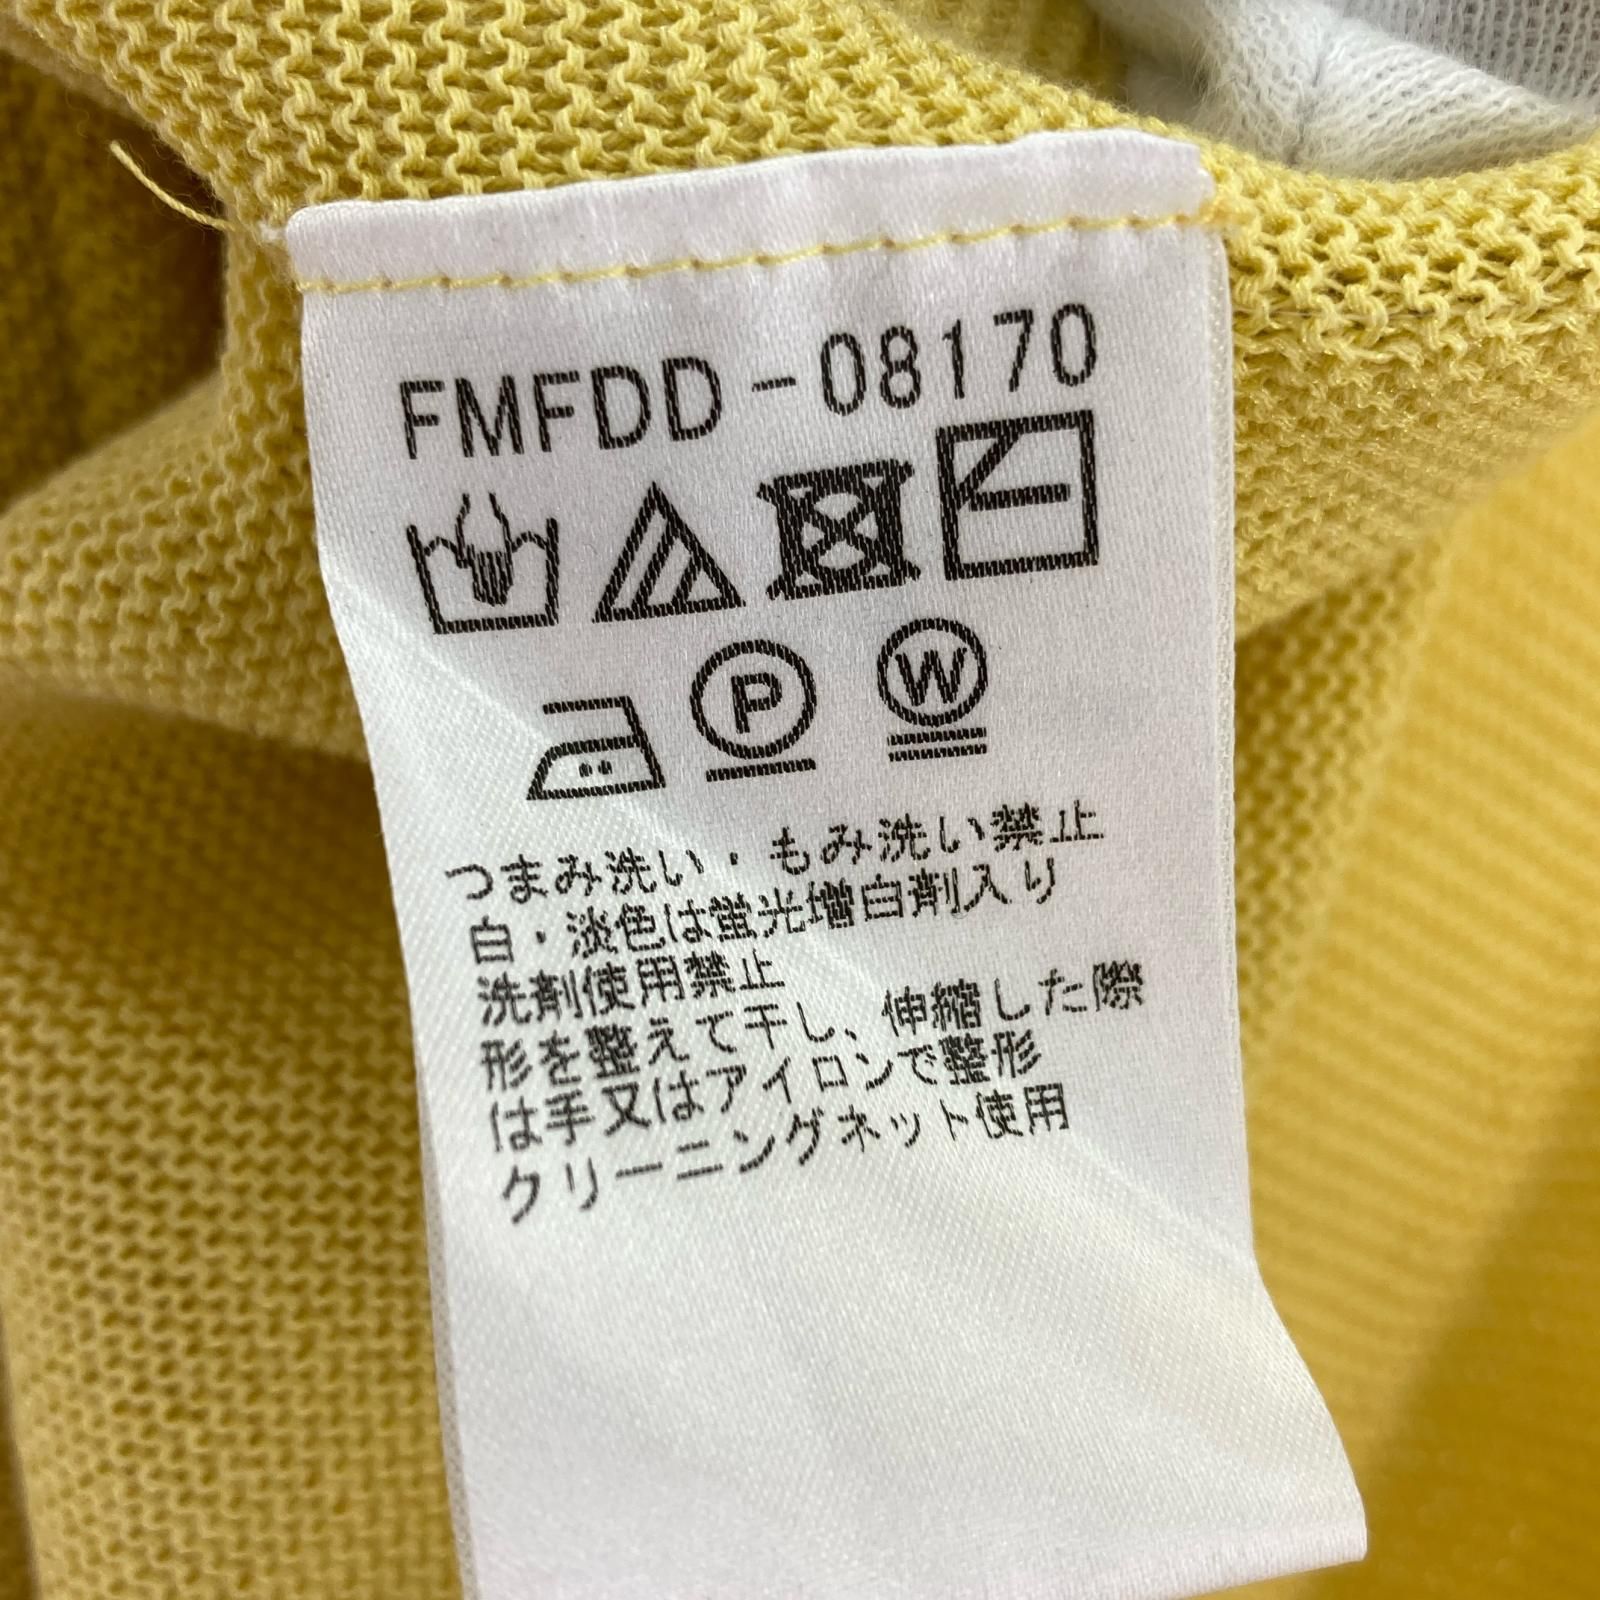 FMFDD-08170
P W
つまみ洗い・もみ洗い禁止
白・淡色は蛍光増白剤入り
洗剤使用禁止
形を整えて干し、伸縮した際
は手又はアイロンで整形
クリーニングネット使用